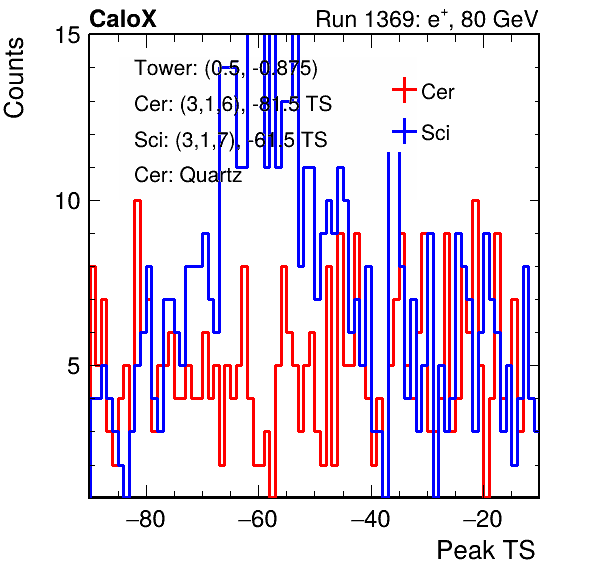 CaloX Run 1369: e+, 80 GeV
Counts
15
10
5
Tower: (0.5, -0.875)
Cer: (3,1,6), -81.5 TS
Sci: (3,1,7), -61.5 TS
Cer: Quartz
Cer
Sci
−80 −60 −40 −20
Peak TS